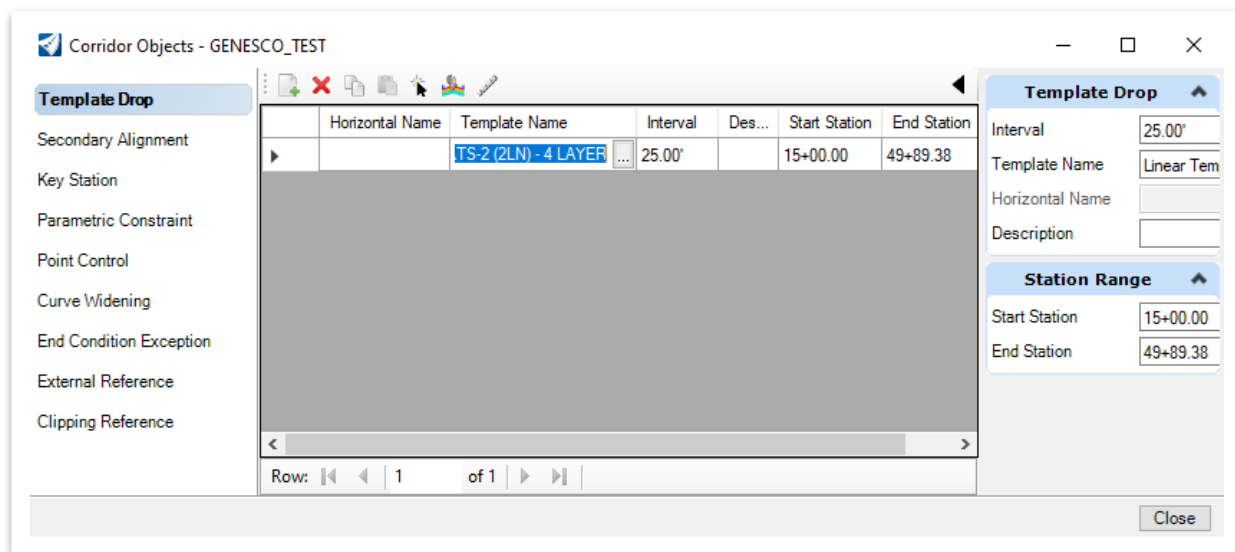 Corridor Objects - GENESCO_TEST
Template Drop
Secondary Alignment
Key Station
Parametric Constraint
Point Control
Curve Widening
End Condition Exception
External Reference
Clipping Reference
Horizontal Name Template Name Interval Des... Start Station End Station
TS-2 (2LN) - 4 LAYER ... 25.00' 15+00.00 49+89.38
Row: 1 of 1
Template Drop
Interval 25.00'
Template Name Linear Tem
Horizontal Name
Description
Station Range
Start Station 15+00.00
End Station 49+89.38
Close